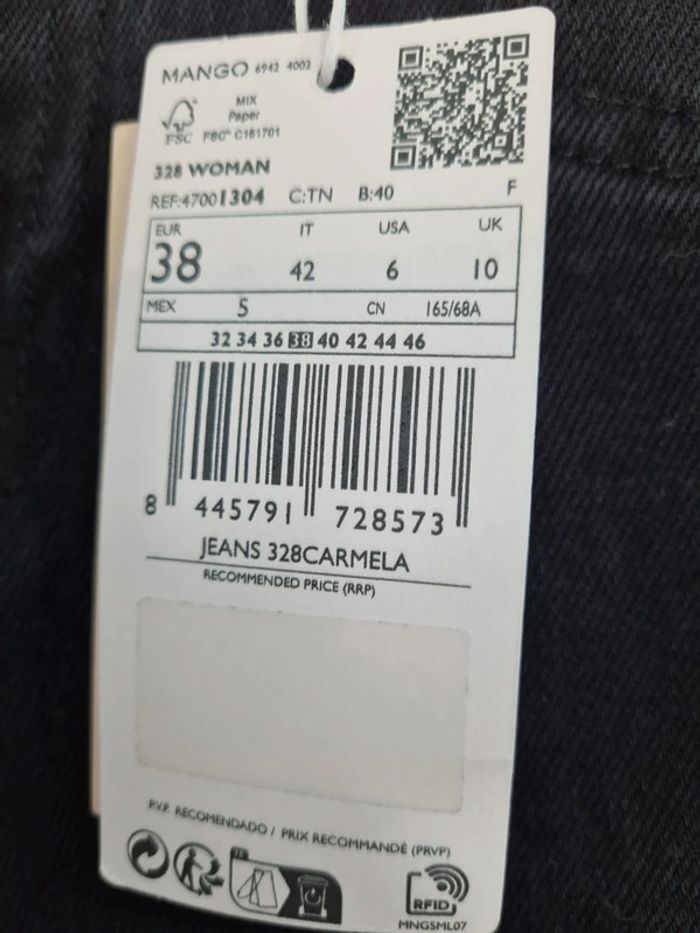 MANGO 6942 4002
MIX
Paper
FSC FSC® C161701
328 WOMAN
REF:47001304 C:TN B:40 F
EUR IT USA UK
38 42 6 10
MEX 5 CN 165/68A
32 34 36 38 40 42 44 46
8 445791 728573
JEANS 328CARMELA
RECOMMENDED PRICE (RRP)
P.V.P. RECOMENDADO / PRIX RECOMMANDÉ (PRVP)
RFID
MNGSML07